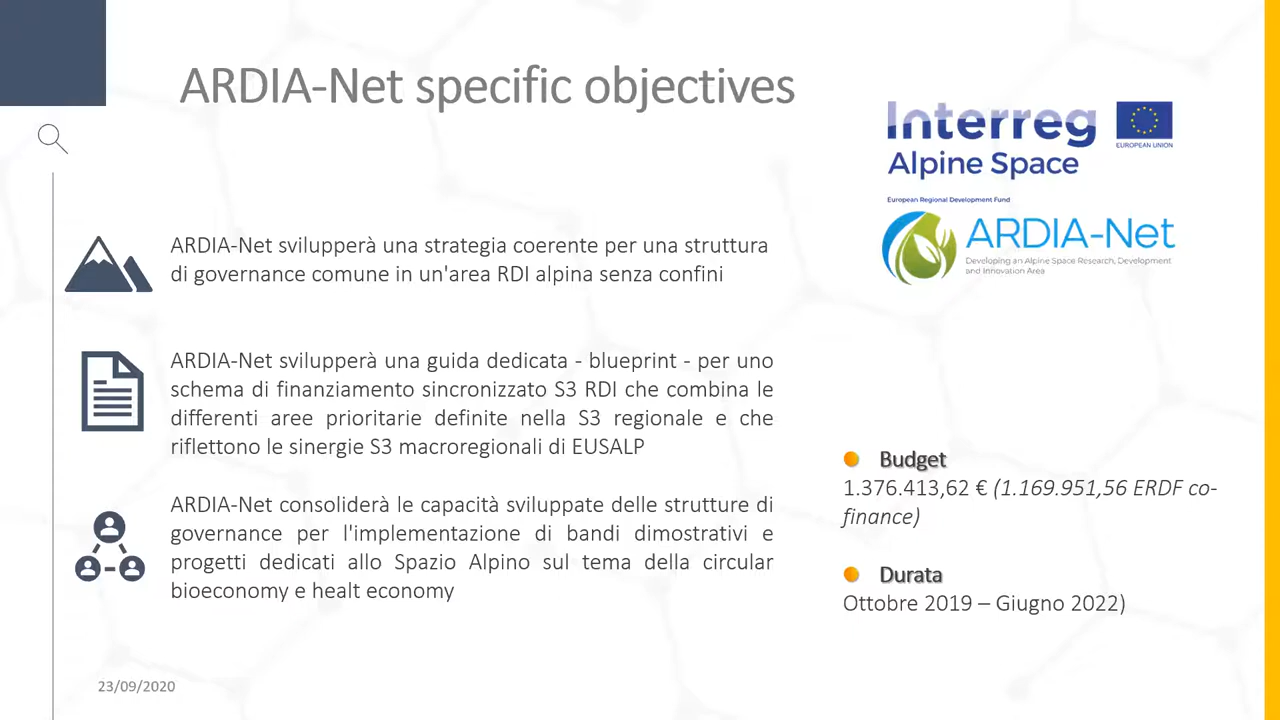 ARDIA-Net specific objectives
Interreg
EUROPEAN UNION
Alpine Space
European Regional Development Fund
ARDIA-Net
Developing an Alpine Space Research, Development
and Innovation Area
ARDIA-Net svilupperà una strategia coerente per una struttura
di governance comune in un'area RDI alpina senza confini
ARDIA-Net svilupperà una guida dedicata - blueprint - per uno
schema di finanziamento sincronizzato S3 RDI che combina le
differenti aree prioritarie definite nella S3 regionale e che
riflettono le sinergie S3 macroregionali di EUSALP
ARDIA-Net consoliderà le capacità sviluppate delle strutture di
governance per l'implementazione di bandi dimostrativi e
progetti dedicati allo Spazio Alpino sul tema della circular
bioeconomy e healt economy
Budget
1.376.413,62 € (1.169.951,56 ERDF co-
finance)
Durata
Ottobre 2019 – Giugno 2022)
23/09/2020